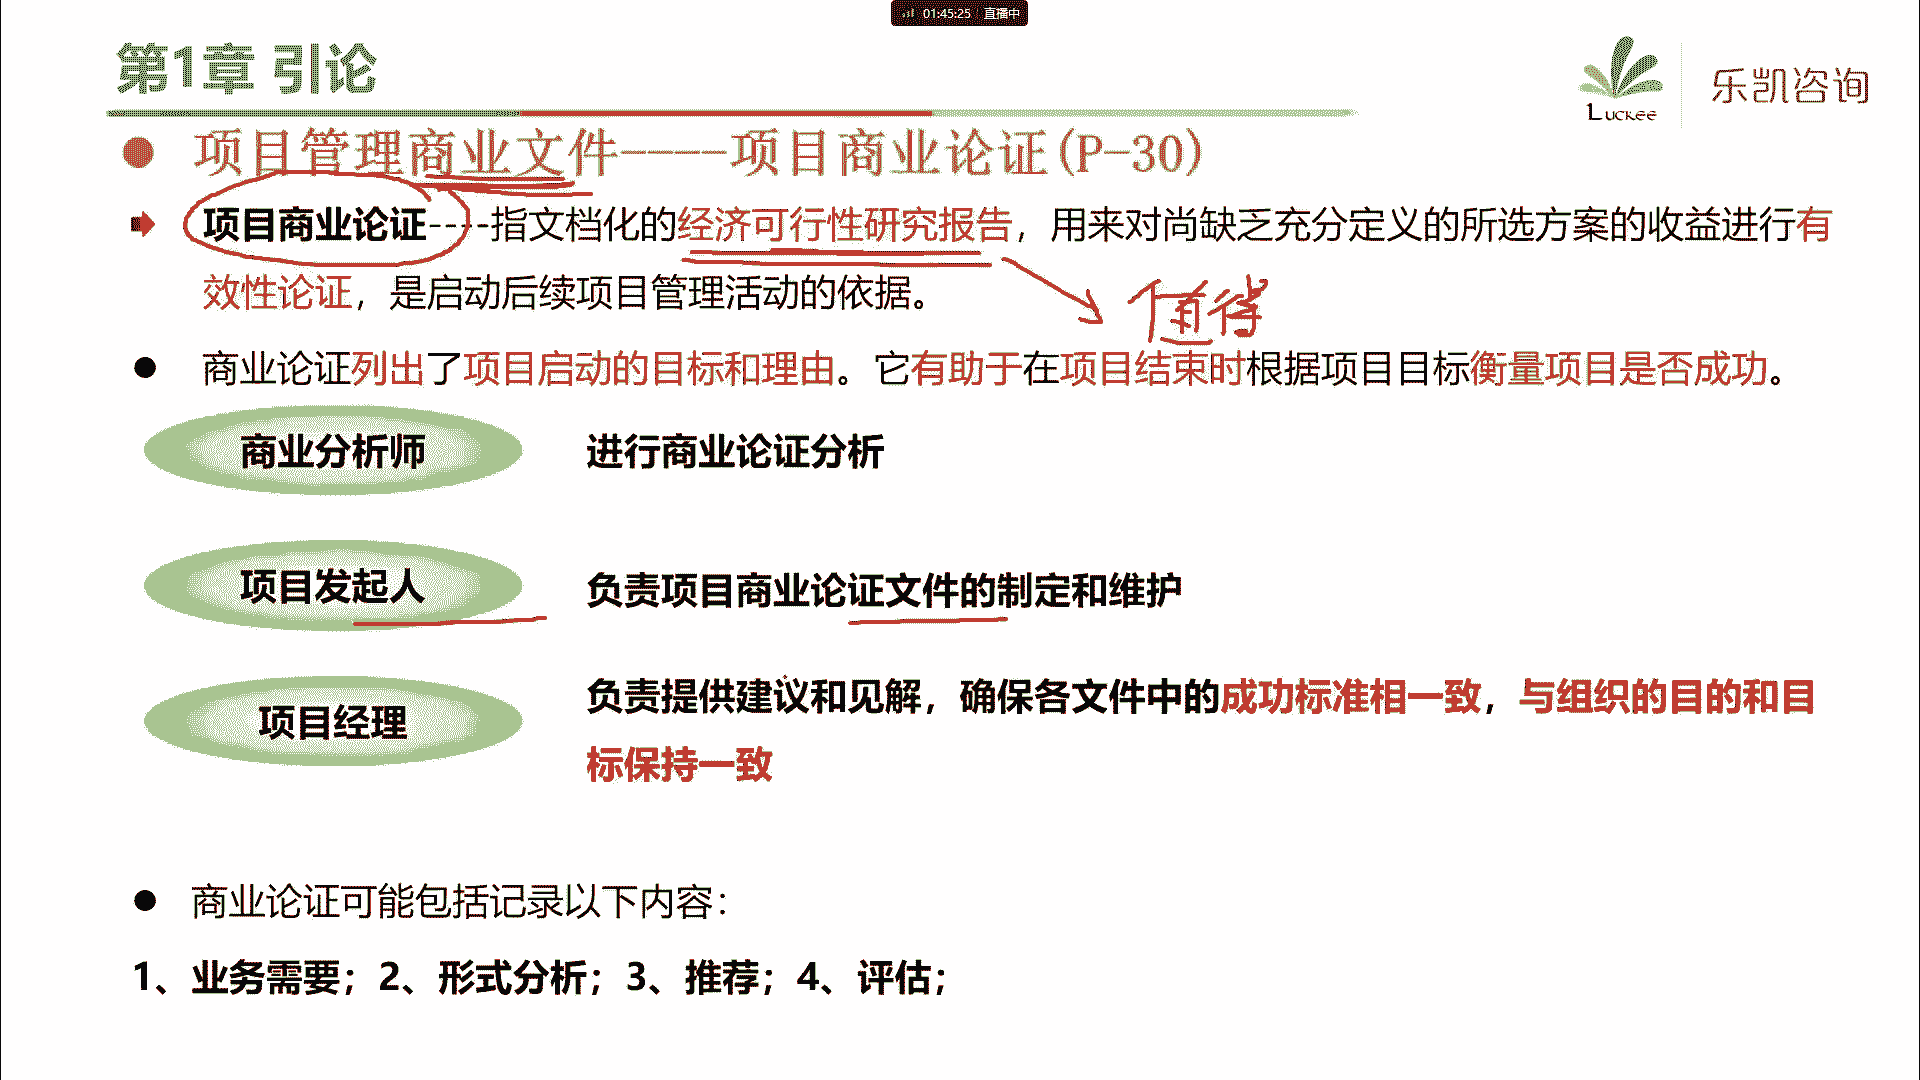 01:45:25 直播中
第1章 引论
Luckee 乐凯咨询
项目管理商业文件----项目商业论证(P-30)
项目商业论证----指文档化的经济可行性研究报告，用来对尚缺乏充分定义的所选方案的收益进行有
效性论证，是启动后续项目管理活动的依据。
值得
商业论证列出了项目启动的目标和理由。它有助于在项目结束时根据项目目标衡量项目是否成功。
商业分析师 进行商业论证分析
项目发起人 负责项目商业论证文件的制定和维护
项目经理 负责提供建议和见解，确保各文件中的成功标准相一致，与组织的目的和目
标保持一致
商业论证可能包括记录以下内容：
1、业务需要；2、形式分析；3、推荐；4、评估；